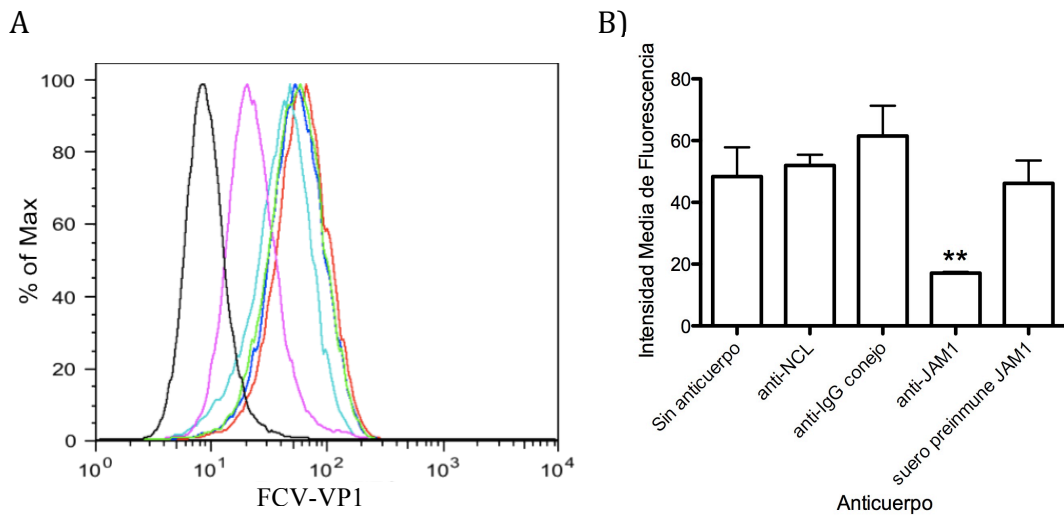 A
B)
% of Max
100
80
60
40
20
0
10^0
10^1
10^2
10^3
10^4
FCV-VP1
Intensidad Media de Fluorescencia
80
60
40
20
0
**
Sin anticuerpo
anti-NCL
anti-IgG conejo
anti-JAM1
suero preinmune JAM1
Anticuerpo